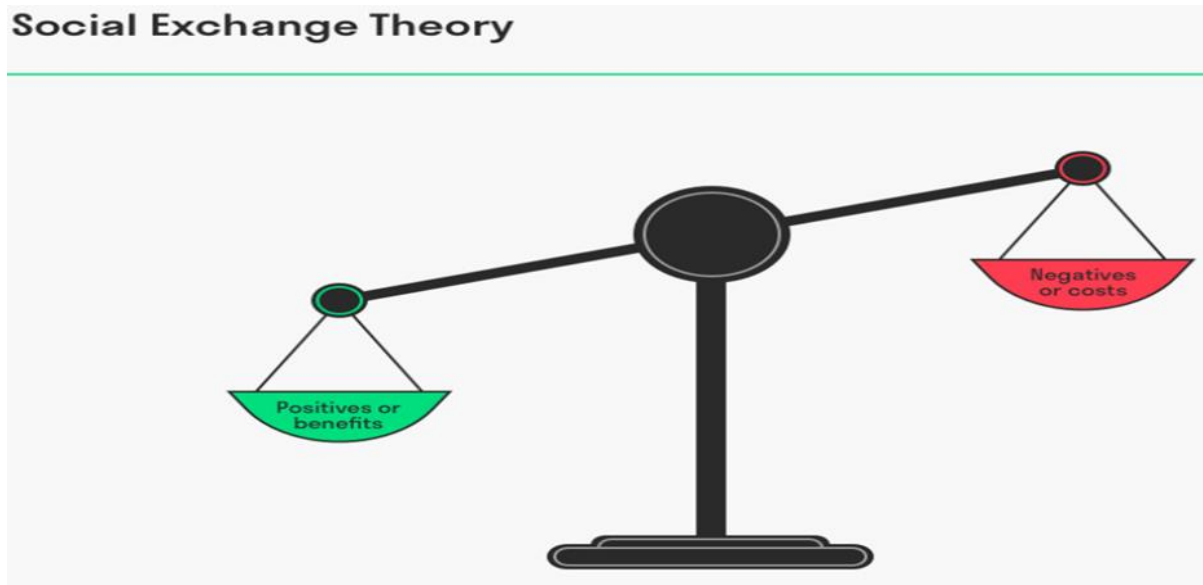 Social Exchange Theory
Negatives
or costs
Positives or
benefits